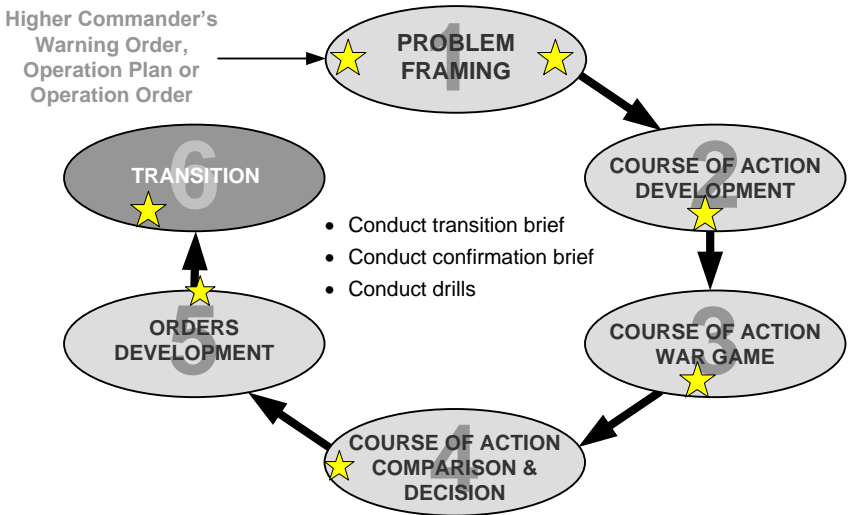 Higher Commander's
Warning Order,
Operation Plan or
Operation Order
1
PROBLEM
FRAMING
2
COURSE OF ACTION
DEVELOPMENT
3
COURSE OF ACTION
WAR GAME
4
COURSE OF ACTION
COMPARISON &
DECISION
5
ORDERS
DEVELOPMENT
6
TRANSITION
• Conduct transition brief
• Conduct confirmation brief
• Conduct drills